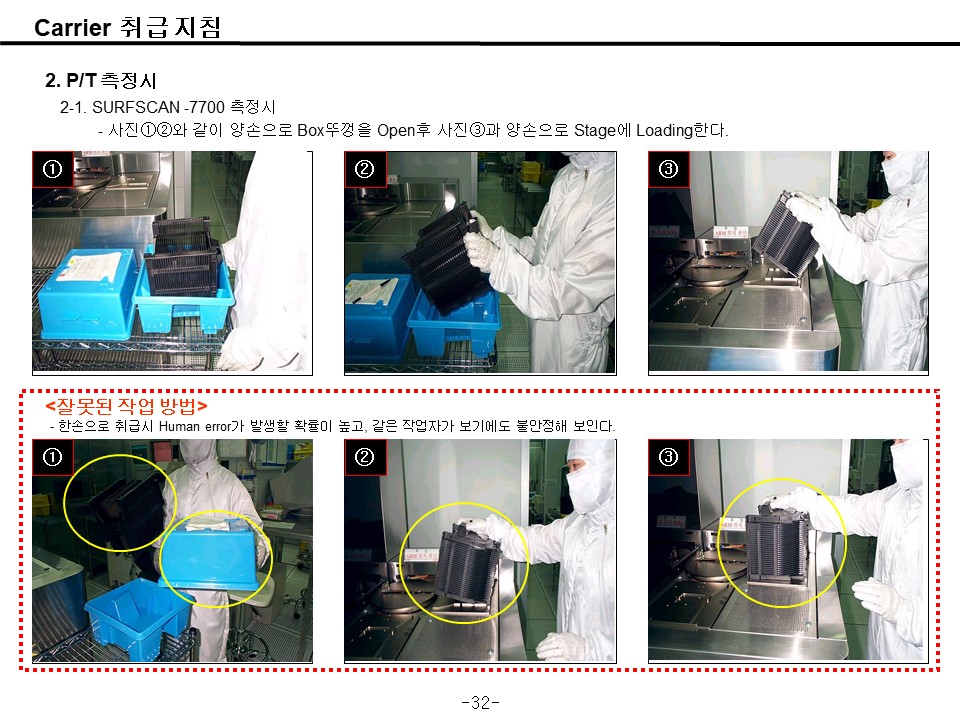 Carrier 취급 지침
2. P/T 측정시
2-1. SURFSCAN -7700 측정시
- 사진①②와 같이 양손으로 Box뚜껑을 Open후 사진③과 양손으로 Stage에 Loading한다.
① ② ③
<잘못된 작업 방법>
- 한손으로 취급시 Human error가 발생할 확률이 높고, 같은 작업자가 보기에도 불안정해 보인다.
① ② ③
-32-